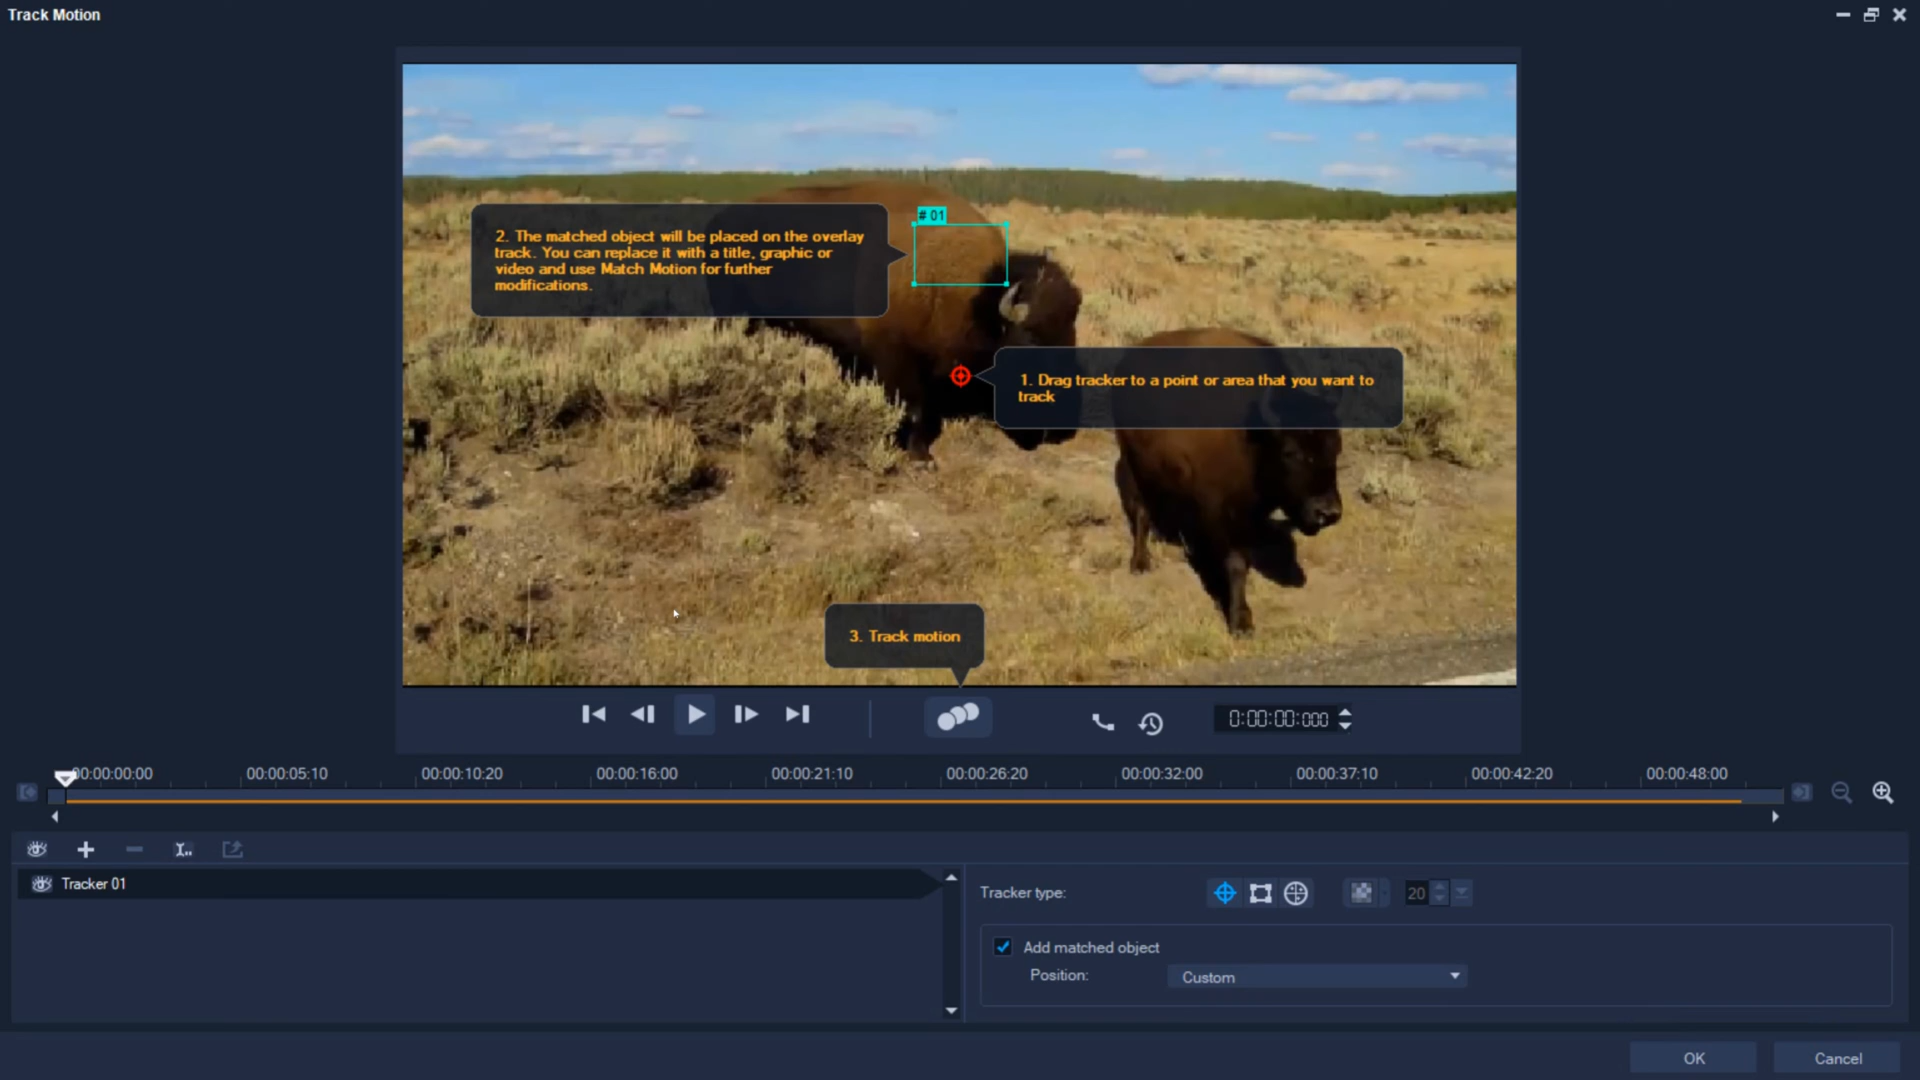 Track Motion
# 01
2. The matched object will be placed on the overlay
track. You can replace it with a title, graphic or
video and use Match Motion for further
modifications.
1. Drag tracker to a point or area that you want to
track
3. Track motion
0:00:00:000
00:00:00:00 00:00:05:10 00:00:10:20 00:00:16:00 00:00:21:10 00:00:26:20 00:00:32:00 00:00:37:10 00:00:42:20 00:00:48:00
Tracker 01
Tracker type:
20
Add matched object
Position:
Custom
OK
Cancel